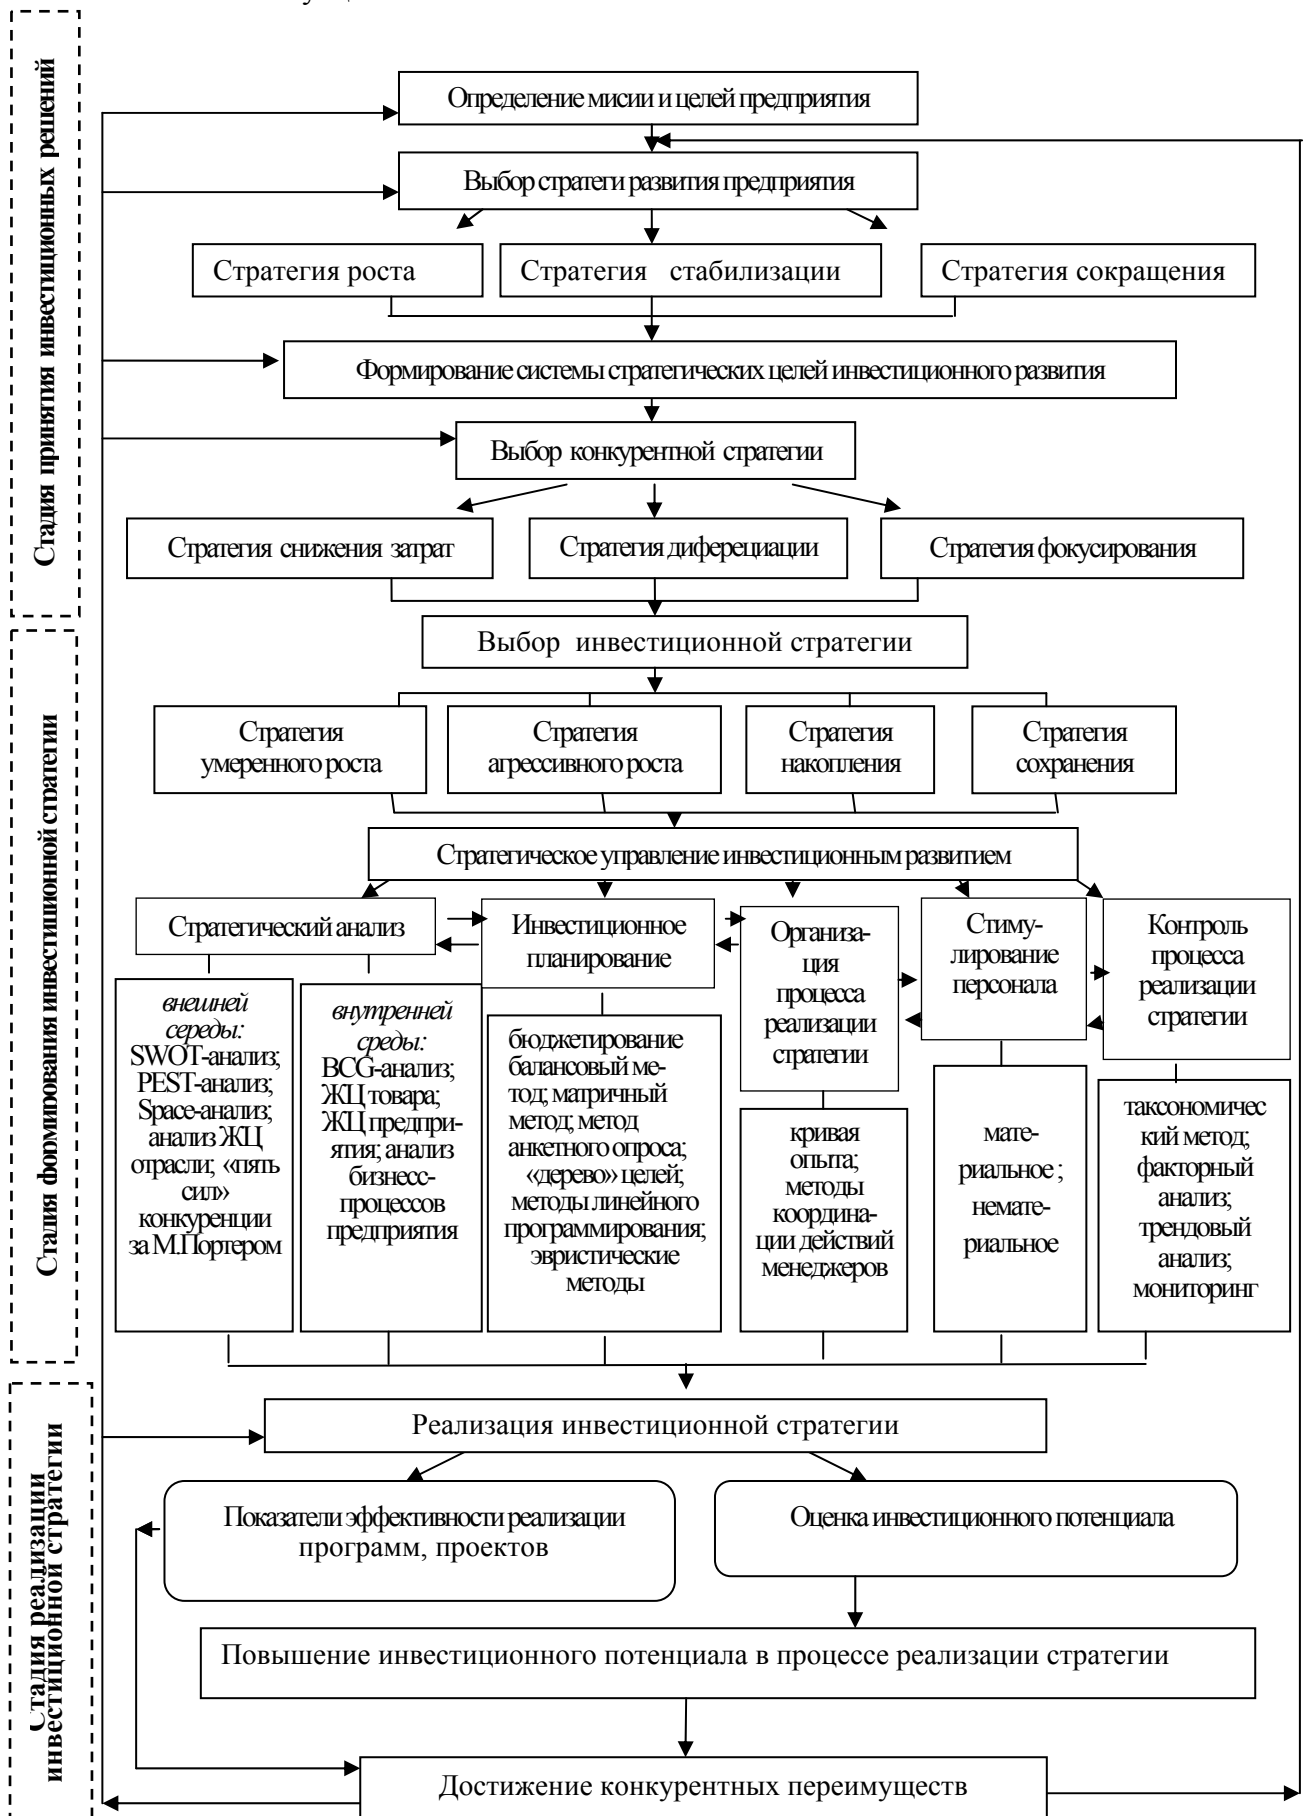 Стадия принятия инвестиционных решений
Определение мисии и целей предприятия
Выбор стратеги развития предприятия
Стратегия роста
Стратегия стабилизации
Стратегия сокращения
Формирование системы стратегических целей инвестиционного развития
Выбор конкурентной стратегии
Стратегия снижения затрат
Стратегия диферециации
Стратегия фокусирования
Стадия формирования инвестиционной стратегии
Выбор инвестиционной стратегии
Стратегия
умеренного роста
Стратегия
агрессивного роста
Стратегия
накопления
Стратегия
сохранения
Стратегическое управление инвестиционным развитием
Стратегический анализ
Инвестиционное
планирование
Организа-
ция
процесса
реализации
стратегии
Стиму-
лирование
персонала
Контроль
процесса
реализации
стратегии
внешней
середы:
SWOT-анализ;
PEST-анализ;
Space-анализ;
анализ ЖЦ
отрасли; «пять
сил»
конкуренции
за М.Портером
внутренней
среды:
BCG-анализ;
ЖЦ товара;
ЖЦ предпри-
ятия; анализ
бизнесс-
процессов
предприятия
бюджетирование
балансовый ме-
тод; матричный
метод; метод
анкетного опроса;
«дерево» целей;
методы линейного
программирования;
эвристические
методы
кривая
опыта;
методы
координа-
ции действий
менеджеров
мате-
риальное ;
немате-
риальное
таксономичес
кий метод;
факторный
анализ;
трендовый
анализ;
мониторинг
Стадия реализации
инвестиционной стратегии
Реализация инвестиционной стратегии
Показатели эффективности реализации
программ, проектов
Оценка инвестиционного потенциала
Повышение инвестиционного потенциала в процессе реализации стратегии
Достижение конкурентных переимуществ